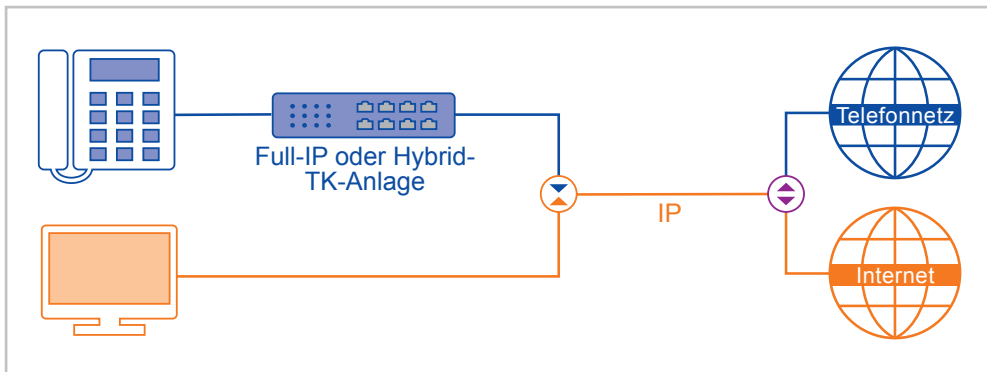 Telefonnetz
Full-IP oder Hybrid-
TK-Anlage
IP
Internet